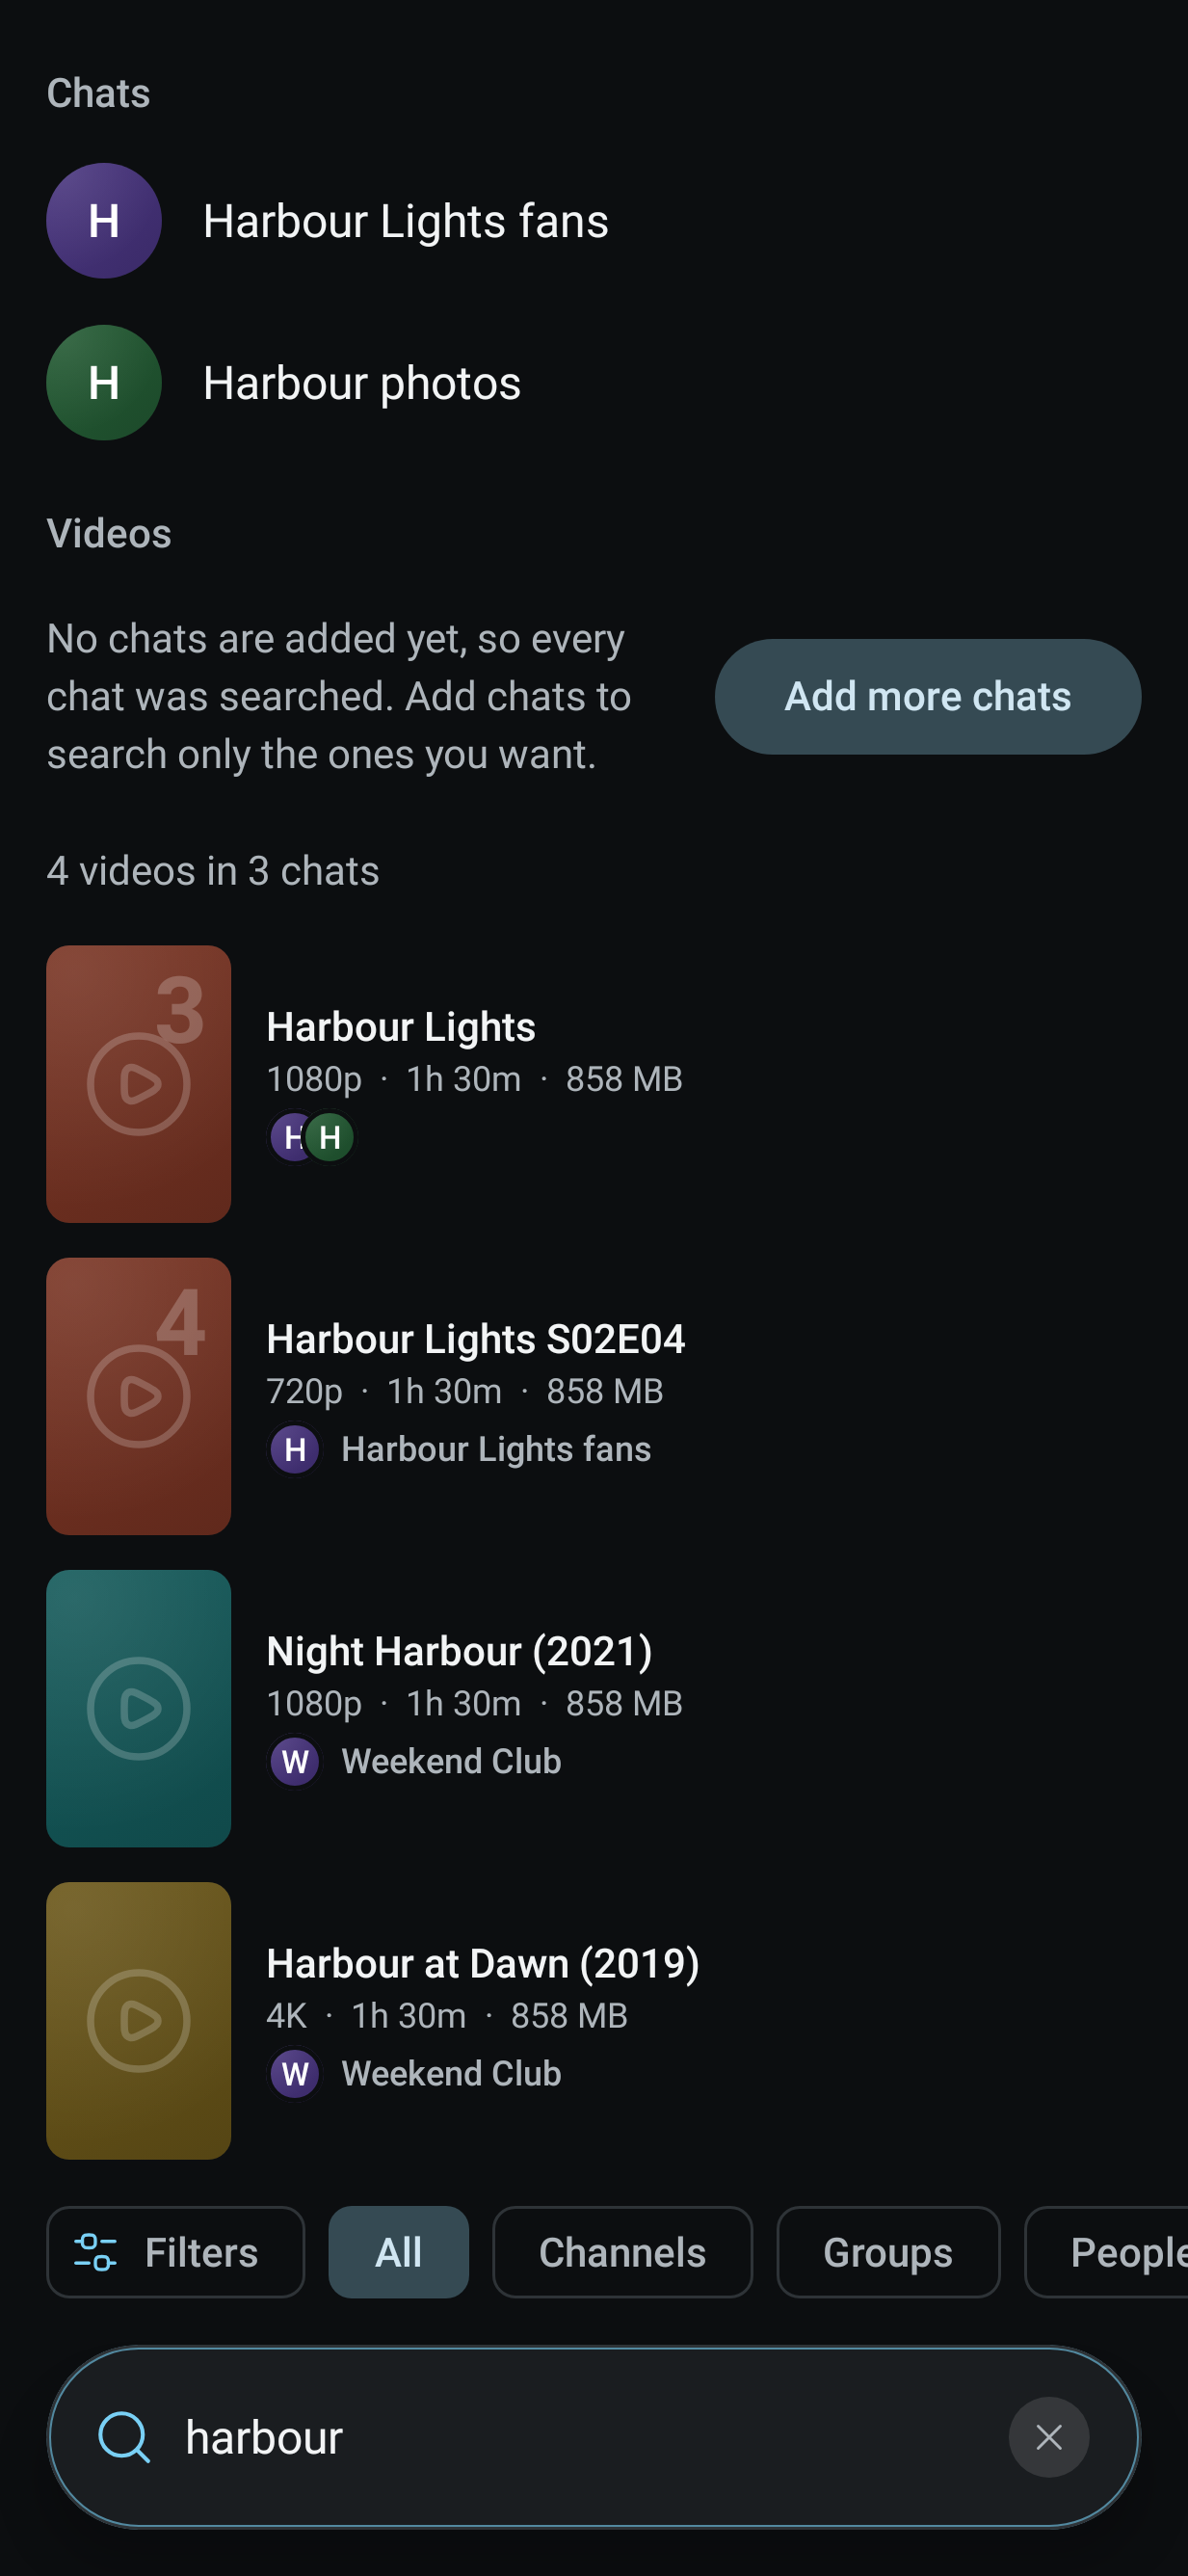 Chats
H
Harbour Lights fans
H
Harbour photos
Videos
No chats are added yet, so every
chat was searched. Add chats to
search only the ones you want.
Add more chats
4 videos in 3 chats
3
Harbour Lights
1080p · 1h 30m · 858 MB
H H
4
Harbour Lights S02E04
720p · 1h 30m · 858 MB
H Harbour Lights fans
Night Harbour (2021)
1080p · 1h 30m · 858 MB
W Weekend Club
Harbour at Dawn (2019)
4K · 1h 30m · 858 MB
W Weekend Club
Filters All Channels Groups People
harbour